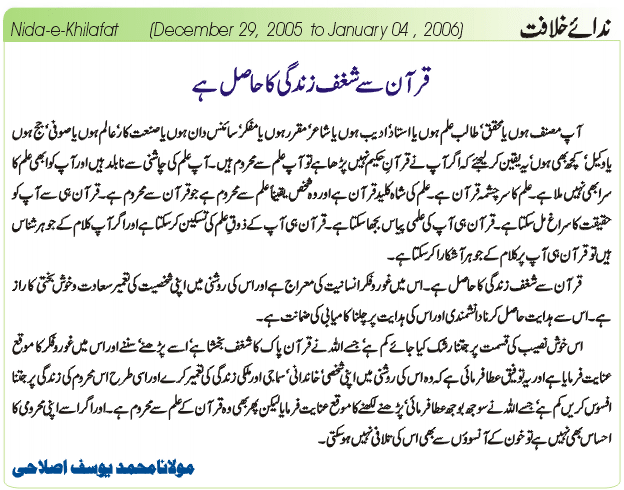 Nida-e-Khilafat (December 29, 2005 to January 04 , 2006) ندائے خلافت
قرآن سے شغف زندگی کا حاصل ہے
آپ مصنف ہوں یا محقق‘ طالب علم ہوں یا استاد‘ ادیب ہوں یا شاعر‘ مقرر ہوں یا مفکر‘ سائنس دان ہوں یا صنعت کار‘ عالم ہوں یا صوفی‘ جج ہوں
یا وکیل‘ کچھ بھی ہوں‘ یہ یقین کر لیجئے کہ اگر آپ نے قرآنِ حکیم نہیں پڑھا ہے تو آپ علم سے محروم ہیں۔ آپ علم کی چاشنی سے نابلد ہیں اور آپ کو ابھی علم کا
سرا بھی نہیں ملا ہے۔ علم کا سرچشمہ قرآن ہے۔ علم کی شاہ کلید قرآن ہے اور وہ شخص یقیناً علم سے محروم ہے جو قرآن سے محروم ہے۔ قرآن ہی سے آپ کو
حقیقت کا سراغ مل سکتا ہے۔ قرآن ہی آپ کی علمی پیاس بجھا سکتا ہے۔ قرآن ہی آپ کے ذوقِ علم کی تسکین کر سکتا ہے اور اگر آپ کلام کے جوہر شناس
ہیں تو قرآن ہی آپ پر کلام کے جوہر آشکارا کر سکتا ہے۔
قرآن سے شغف زندگی کا حاصل ہے۔ اس میں غور و فکر انسانیت کی معراج ہے اور اس کی روشنی میں اپنی شخصیت کی تعمیر سعادت و خوش بختی کا راز
ہے۔ اس سے ہدایت حاصل کرنا دانشمندی اور اس کی ہدایت پر چلنا کامیابی کی ضمانت ہے۔
اس خوش نصیب کی قسمت پر جتنا رشک کیا جائے کم ہے‘ جسے اللہ نے قرآن پاک کا شغف بخشا ہے‘ اسے پڑھنے‘ سننے اور اس میں غور و فکر کا موقع
عنایت فرمایا ہے اور یہ توفیق عطا فرمائی ہے کہ وہ اس کی روشنی میں اپنی شخصی‘ خاندانی‘ سماجی اور ملکی زندگی کی تعمیر کرے اور اسی طرح اس محروم کی زندگی پر جتنا
افسوس کریں کم ہے‘ جسے اللہ نے سوجھ بوجھ عطا فرمائی‘ پڑھنے لکھنے کا موقع عنایت فرمایا لیکن پھر بھی وہ قرآن کے علم سے محروم ہے۔ اور اگر اسے اپنی محرومی کا
احساس بھی نہیں ہے تو خون کے آنسوؤں سے بھی اس کی تلافی نہیں ہو سکتی۔
مولانا محمد یوسف اصلاحی